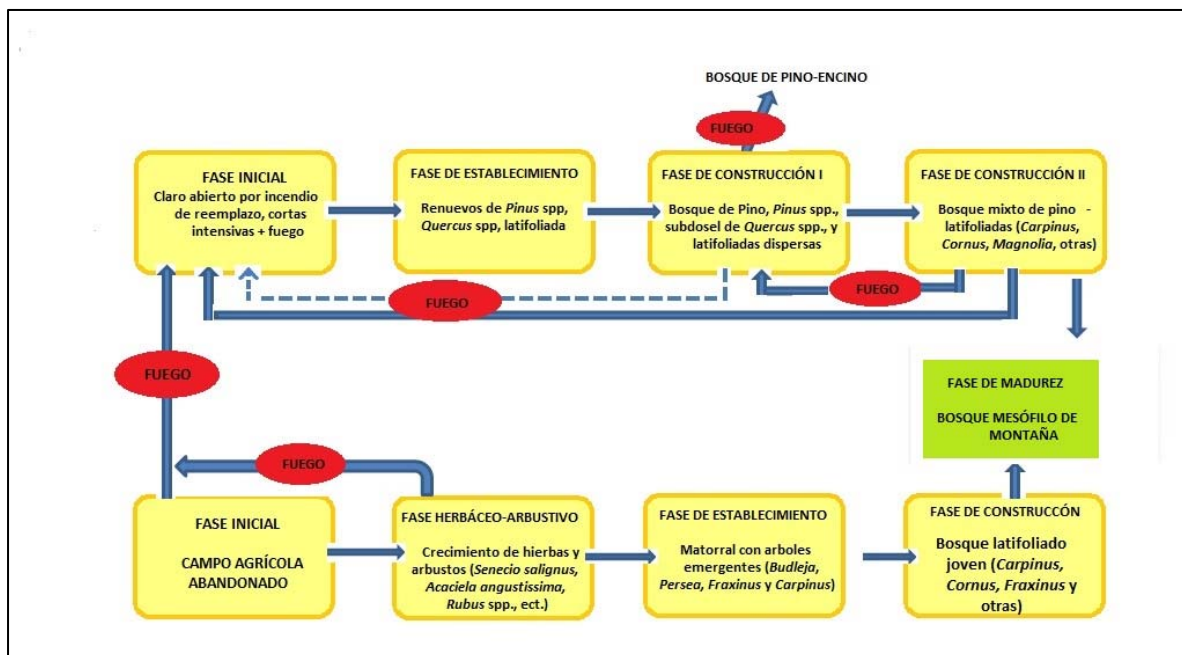 BOSQUE DE PINO-ENCINO
FUEGO
FASE INICIAL
Claro abierto por incendio
de reemplazo, cortas
intensivas + fuego
FASE DE ESTABLECIMIENTO
Renuevos de Pinus spp,
Quercus spp, latifoliada
FASE DE CONSTRUCCIÓN I
Bosque de Pino, Pinus spp.,
subdosel de Quercus spp., y
latifoliadas dispersas
FASE DE CONSTRUCCIÓN II
Bosque mixto de pino -
latifoliadas (Carpinus,
Cornus, Magnolia, otras)
FUEGO
FUEGO
FUEGO
FASE DE MADUREZ
BOSQUE MESÓFILO DE
MONTAÑA
FUEGO
FASE INICIAL
CAMPO AGRÍCOLA
ABANDONADO
FASE HERBÁCEO-ARBUSTIVO
Crecimiento de hierbas y
arbustos (Senecio salignus,
Acaciela angustissima,
Rubus spp., ect.)
FASE DE ESTABLECIMIENTO
Matorral con arboles
emergentes (Budleja,
Persea, Fraxinus y Carpinus)
FASE DE CONSTRUCCÓN
Bosque latifoliado
joven (Carpinus,
Cornus, Fraxinus y
otras)